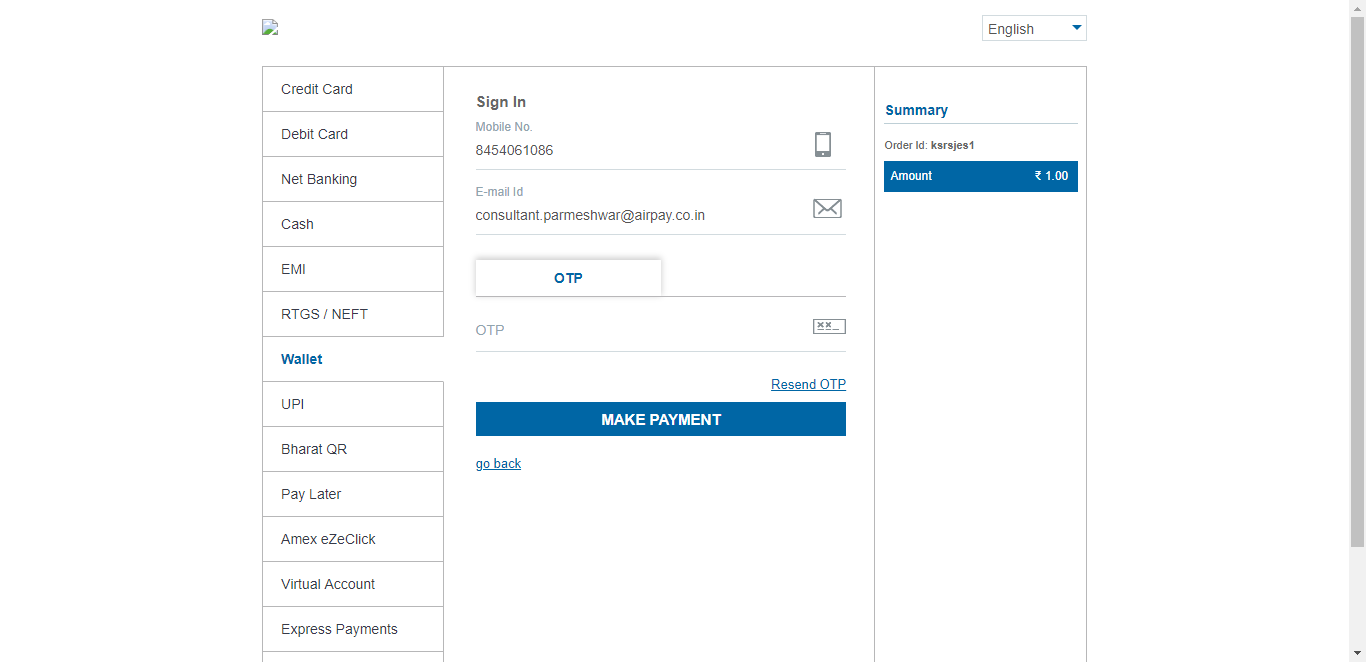 English
Credit Card
Debit Card
Net Banking
Cash
EMI
RTGS / NEFT
Wallet
UPI
Bharat QR
Pay Later
Amex eZeClick
Virtual Account
Express Payments
Sign In
Mobile No.
8454061086
E-mail Id
consultant.parmeshwar@airpay.co.in
OTP
OTP
Resend OTP
MAKE PAYMENT
go back
Summary
Order Id: ksrsjes1
Amount ₹ 1.00